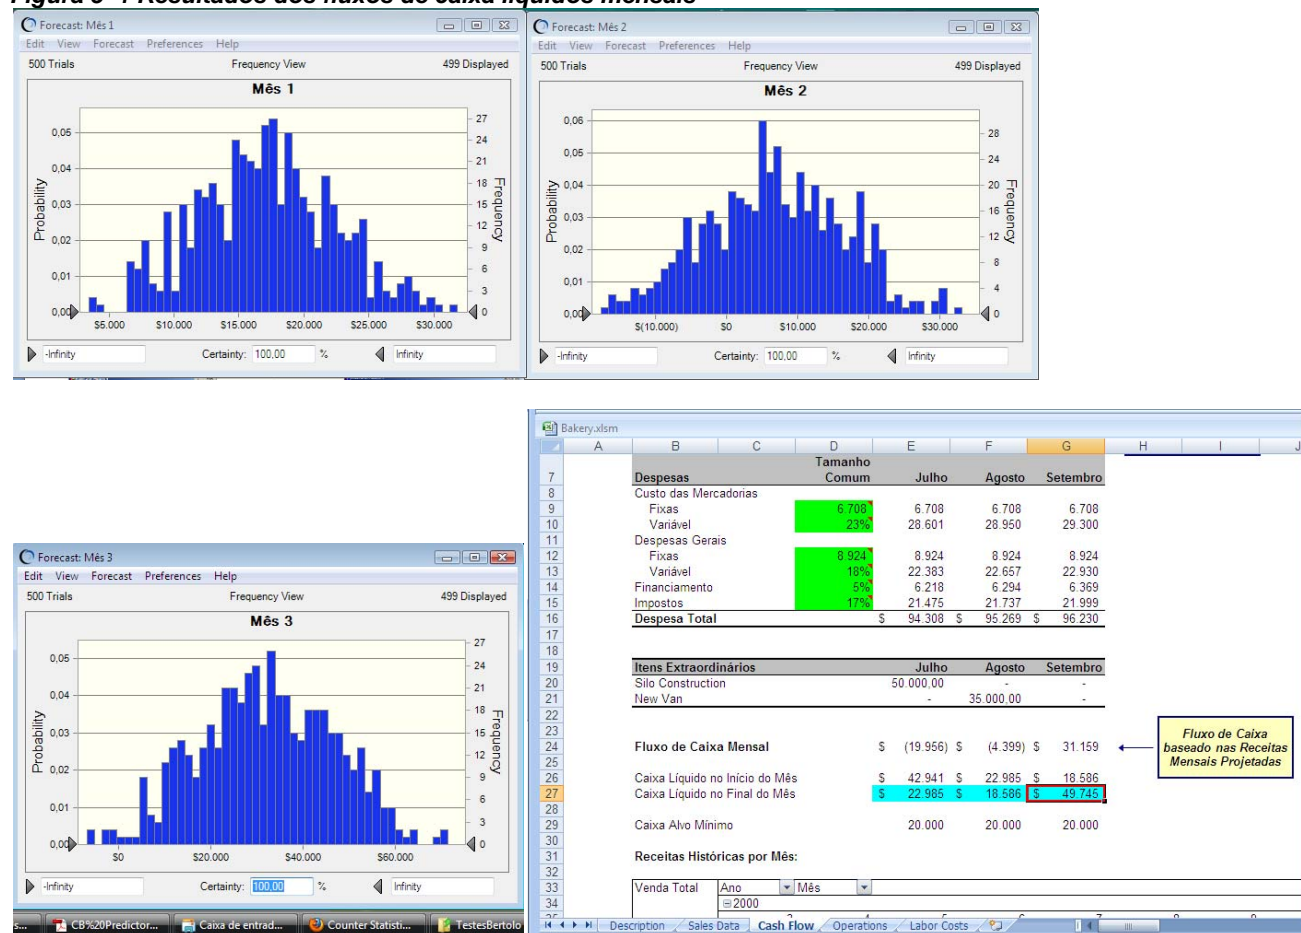 Figura 9- 4 Resultados dos fluxos de caixa líquidos mensais
Forecast: Mês 1
Edit View Forecast Preferences Help
500 Trials Frequency View 499 Displayed
Mês 1
Probability
Frequency
0,05
0,04
0,03
0,02
0,01
0,00
27
24
21
18
15
12
9
6
3
0
$5.000 $10.000 $15.000 $20.000 $25.000 $30.000
-Infinity Certainty: 100,00 % Infinity
Forecast: Mês 2
Edit View Forecast Preferences Help
500 Trials Frequency View 499 Displayed
Mês 2
Probability
Frequency
0,06
0,05
0,04
0,03
0,02
0,01
0,00
28
24
20
16
12
8
4
0
$(10.000) $0 $10.000 $20.000 $30.000
-Infinity Certainty: 100,00 % Infinity
Forecast: Mês 3
Edit View Forecast Preferences Help
500 Trials Frequency View 499 Displayed
Mês 3
Probability
Frequency
0,05
0,04
0,03
0,02
0,01
0,00
27
24
21
18
15
12
9
6
3
0
$0 $20.000 $40.000 $60.000
-Infinity Certainty: 100,00 % Infinity
s... CB%20Predictor... Caixa de entrad... Counter Statisti... TestesBertolo
Bakery.xlsm
A B C D E F G H I J
Tamanho
7 Despesas Comum Julho Agosto Setembro
8 Custo das Mercadorias
9 Fixas 6.708 6.708 6.708 6.708
10 Variável 23% 28.601 28.950 29.300
11 Despesas Gerais
12 Fixas 8.924 8.924 8.924 8.924
13 Variável 18% 22.383 22.657 22.930
14 Financiamento 5% 6.218 6.294 6.369
15 Impostos 17% 21.475 21.737 21.999
16 Despesa Total $ 94.308 $ 95.269 $ 96.230
17
18
19 Itens Extraordinários Julho Agosto Setembro
20 Silo Construction 50.000,00 - -
21 New Van - 35.000,00 -
22
23
24 Fluxo de Caixa Mensal $ (19.956) $ (4.399) $ 31.159
Fluxo de Caixa
baseado nas Receitas
Mensais Projetadas
25
26 Caixa Líquido no Início do Mês $ 42.941 $ 22.985 $ 18.586
27 Caixa Líquido no Final do Mês $ 22.985 $ 18.586 $ 49.745
28
29 Caixa Alvo Mínimo 20.000 20.000 20.000
30
31 Receitas Históricas por Mês:
32
33 Venda Total Ano Mês
34 2000
Description Sales Data Cash Flow Operations Labor Costs